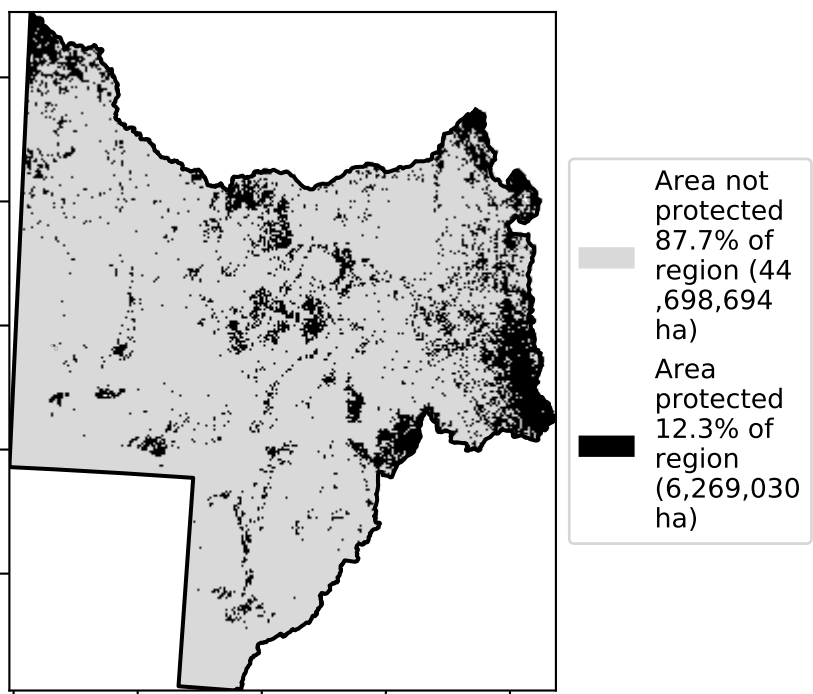 Area not
protected
87.7% of
region (44
,698,694
ha)
Area
protected
12.3% of
region
(6,269,030
ha)